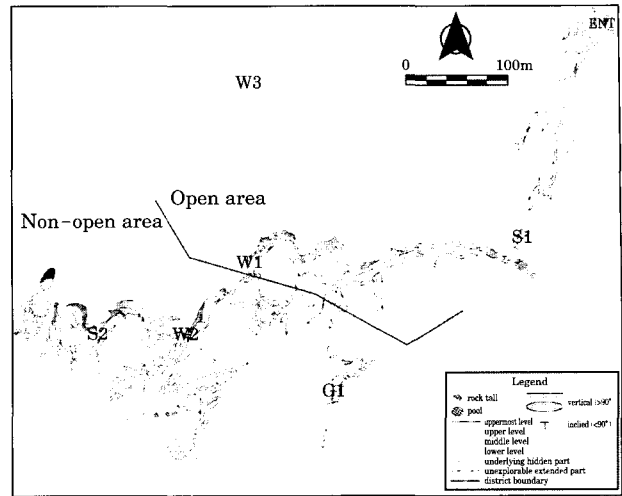 ENT
0 100m
W3
Open area
Non-open area
S1
W1
S2
W2
G1
Legend
rock fall
pool
vertical (>90°
uppermost level
inclined (<90°)
upper level
middle level
lower level
underlying hidden part
unexplorable extended part
district boundary